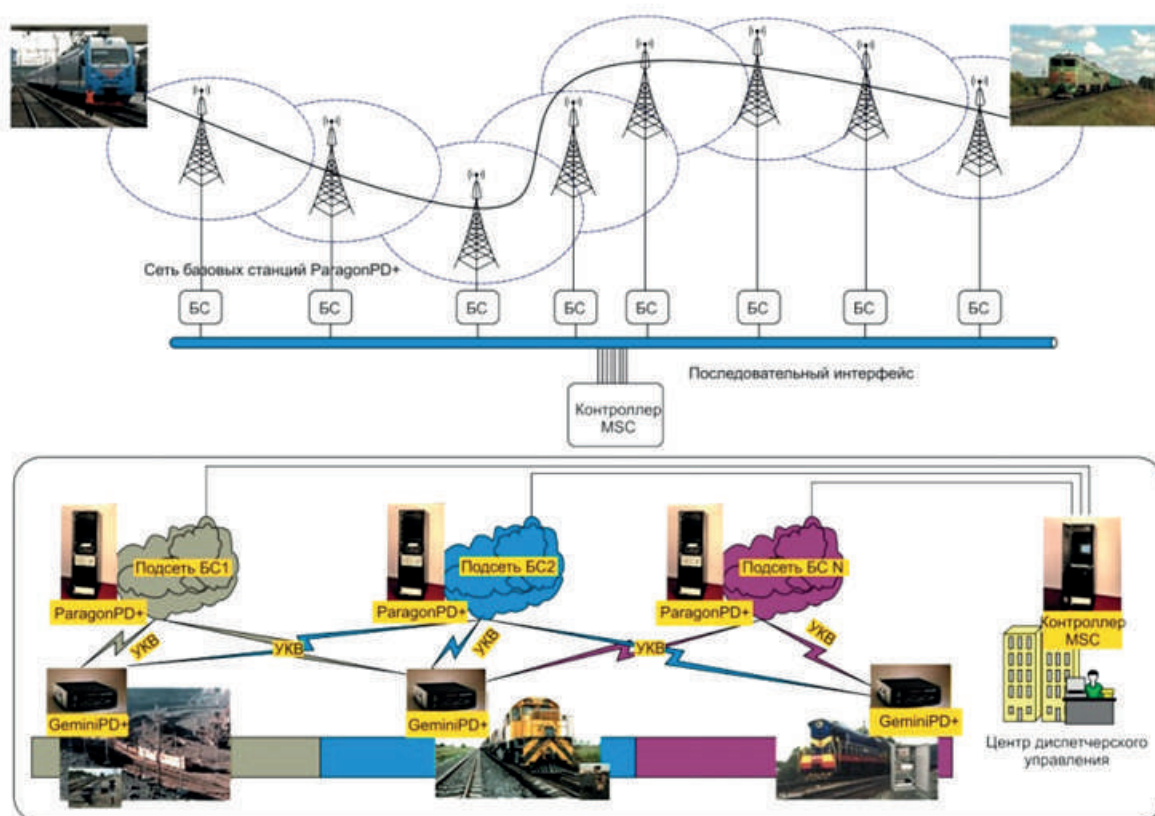 Сеть базовых станций ParagonPD+
БС
БС
БС
БС
БС
БС
БС
БС
Последовательный интерфейс
Контроллер
MSC
Подсеть БС1
Подсеть БС2
Подсеть БС N
ParagonPD+
ParagonPD+
ParagonPD+
Контроллер
MSC
УКВ
УКВ
УКВ
УКВ
УКВ
GeminiPD+
GeminiPD+
GeminiPD+
Центр диспетчерского
управления